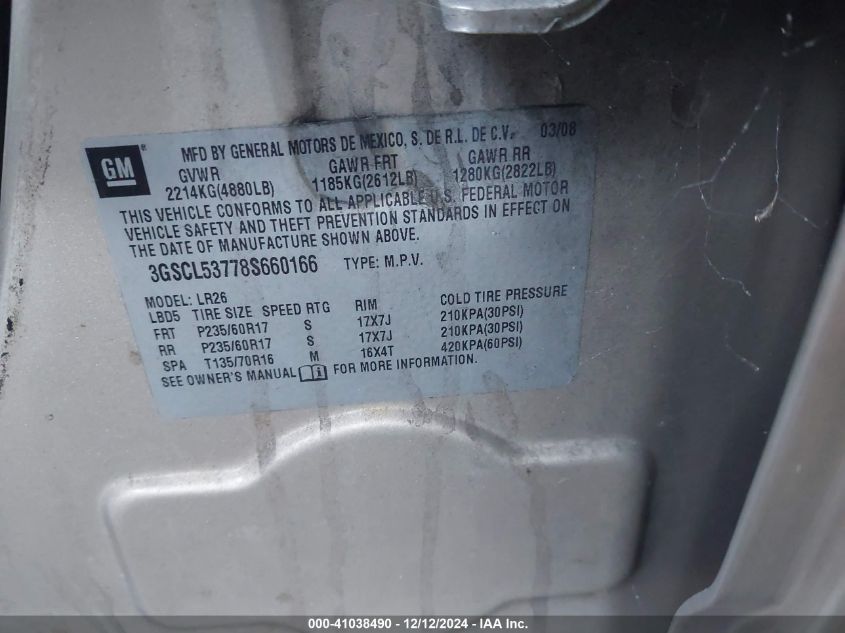 GM ®
MFD BY GENERAL MOTORS DE MEXICO, S. DE R.L. DE C.V. 03/08
GVWR GAWR FRT GAWR RR
2214KG(4880LB) 1185KG(2612LB) 1280KG(2822LB)
THIS VEHICLE CONFORMS TO ALL APPLICABLE U.S. FEDERAL MOTOR
VEHICLE SAFETY AND THEFT PREVENTION STANDARDS IN EFFECT ON
THE DATE OF MANUFACTURE SHOWN ABOVE.
3GSCL53778S660166 TYPE: M.P.V.
MODEL: LR26
LBD5 TIRE SIZE SPEED RTG RIM COLD TIRE PRESSURE
FRT P235/60R17 S 17X7J 210KPA(30PSI)
RR P235/60R17 S 17X7J 210KPA(30PSI)
SPA T135/70R16 M 16X4T 420KPA(60PSI)
SEE OWNER'S MANUAL FOR MORE INFORMATION.
000-41038490 - 12/12/2024 - IAA Inc.